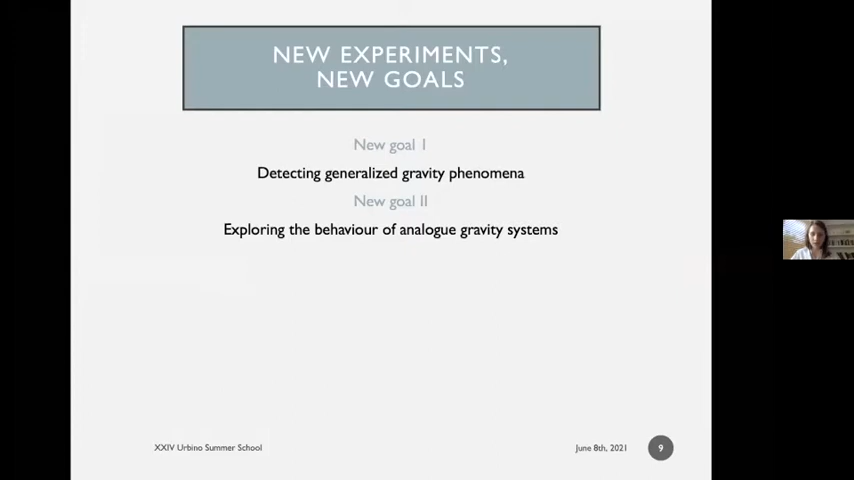 NEW EXPERIMENTS,
NEW GOALS
New goal I
Detecting generalized gravity phenomena
New goal II
Exploring the behaviour of analogue gravity systems
XXIV Urbino Summer School
June 8th, 2021
9